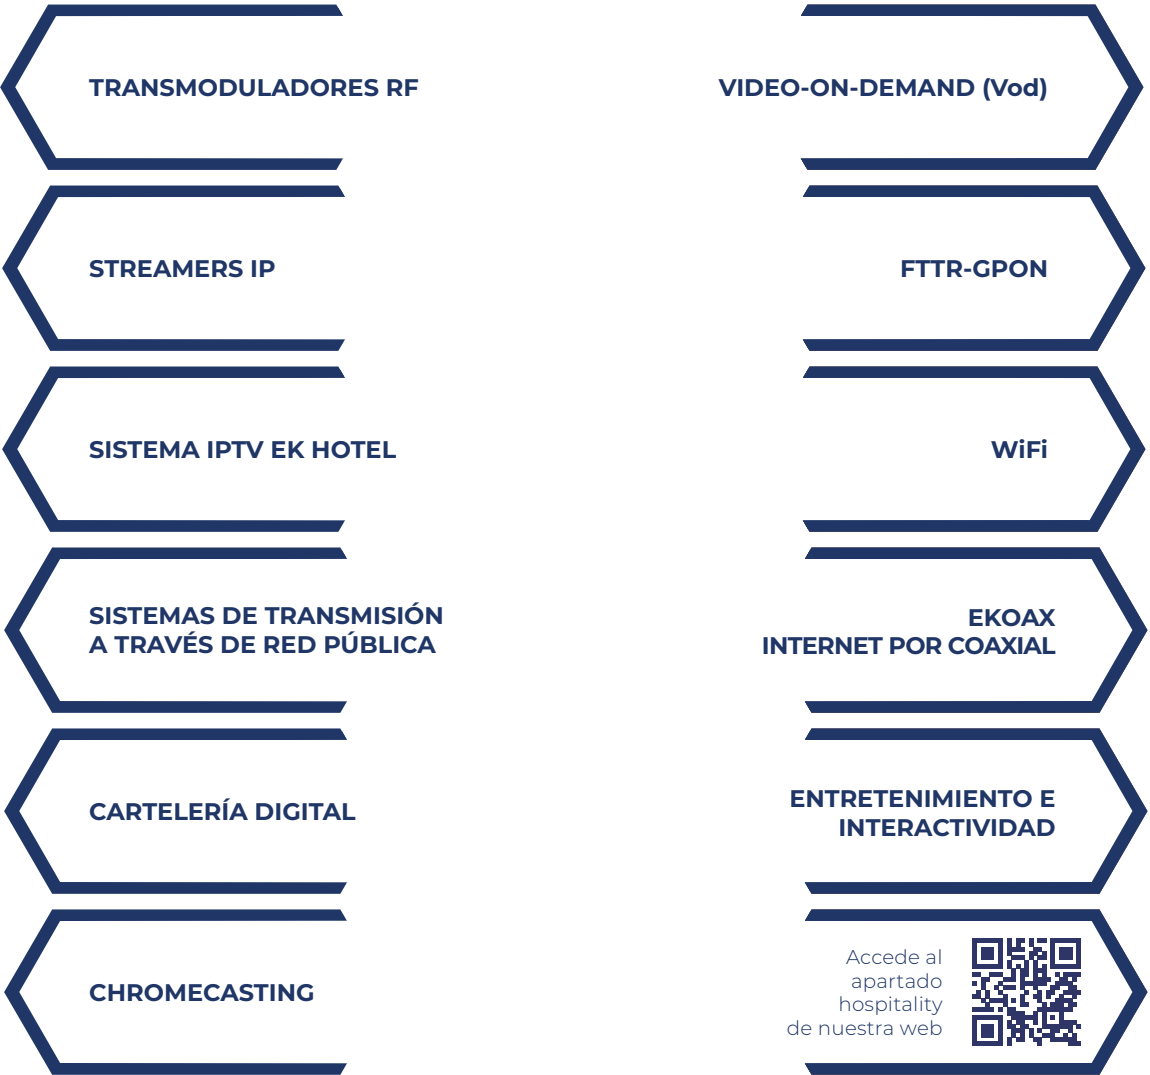 TRANSMODULADORES RF
VIDEO-ON-DEMAND (Vod)
STREAMERS IP
FTTR-GPON
SISTEMA IPTV EK HOTEL
WiFi
SISTEMAS DE TRANSMISIÓN
A TRAVÉS DE RED PÚBLICA
EKOAX
INTERNET POR COAXIAL
CARTELERÍA DIGITAL
ENTRETENIMIENTO E
INTERACTIVIDAD
CHROMECASTING
Accede al
apartado
hospitality
de nuestra web